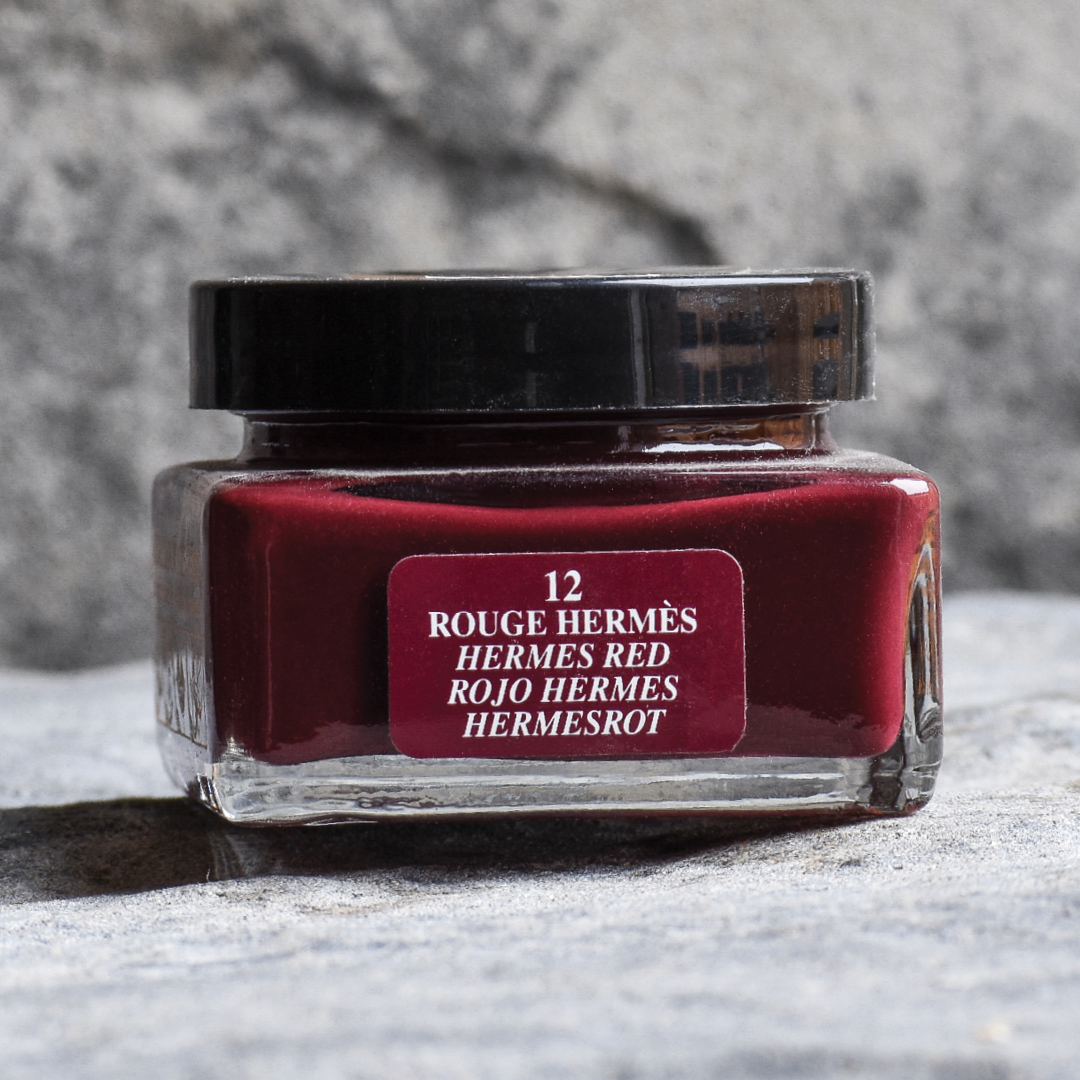 12
ROUGE HERMÈS
HERMES RED
ROJO HERMES
HERMESROT